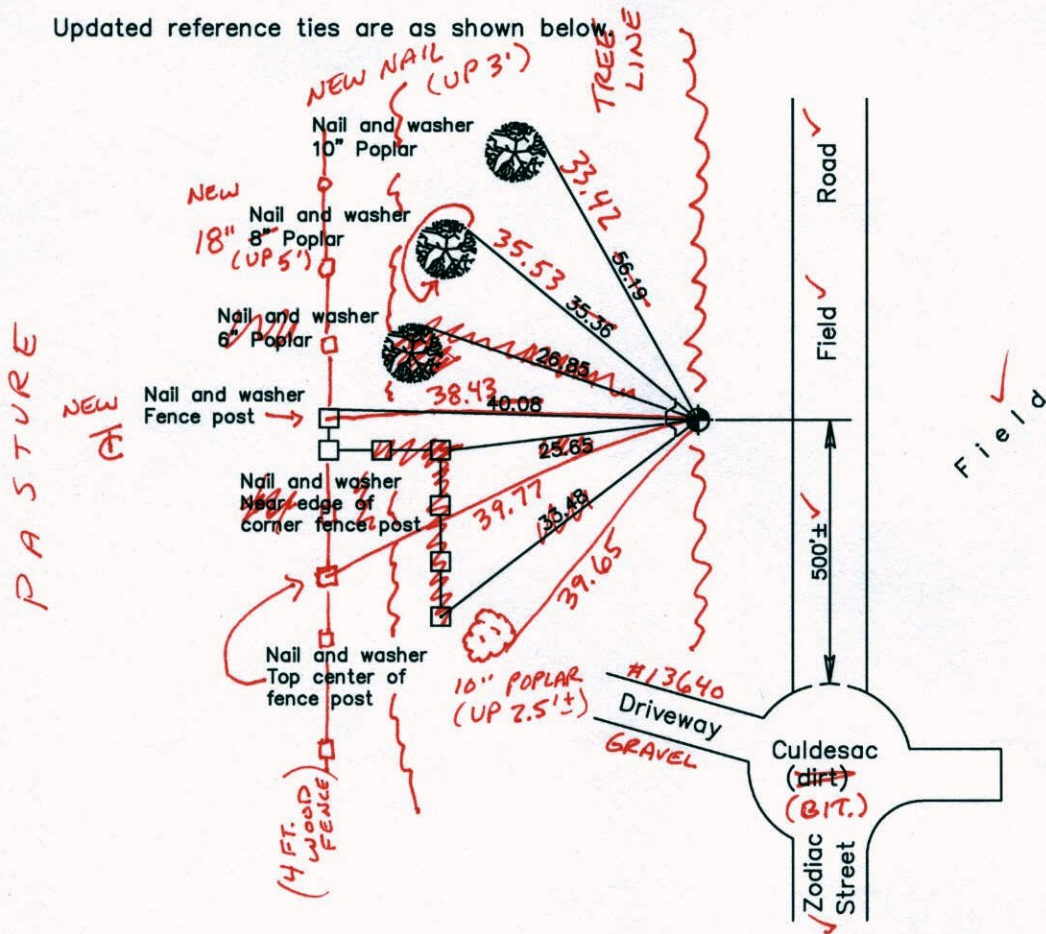 Updated reference ties are as shown below.
NEW NAIL
(UP 3')
TREE
LINE
Nail and washer
10" Poplar
33.42
56.19
Road
NEW
18"
(UP 5')
Nail and washer
8" Poplar
35.53
35.36
Nail and washer
6" Poplar
26.85
Field
PASTURE
NEW
Nail and washer
Fence post
38.43
40.08
Field
25.65
Nail and washer
Near edge of
corner fence post
39.77
33.48
39.65
500'±
Nail and washer
Top center of
fence post
10" POPLAR
(UP 2.5'±)
#13640
Driveway
GRAVEL
Culdesac
(dirt)
(BIT.)
(4 FT.
WOOD
FENCE)
Zodiac
Street